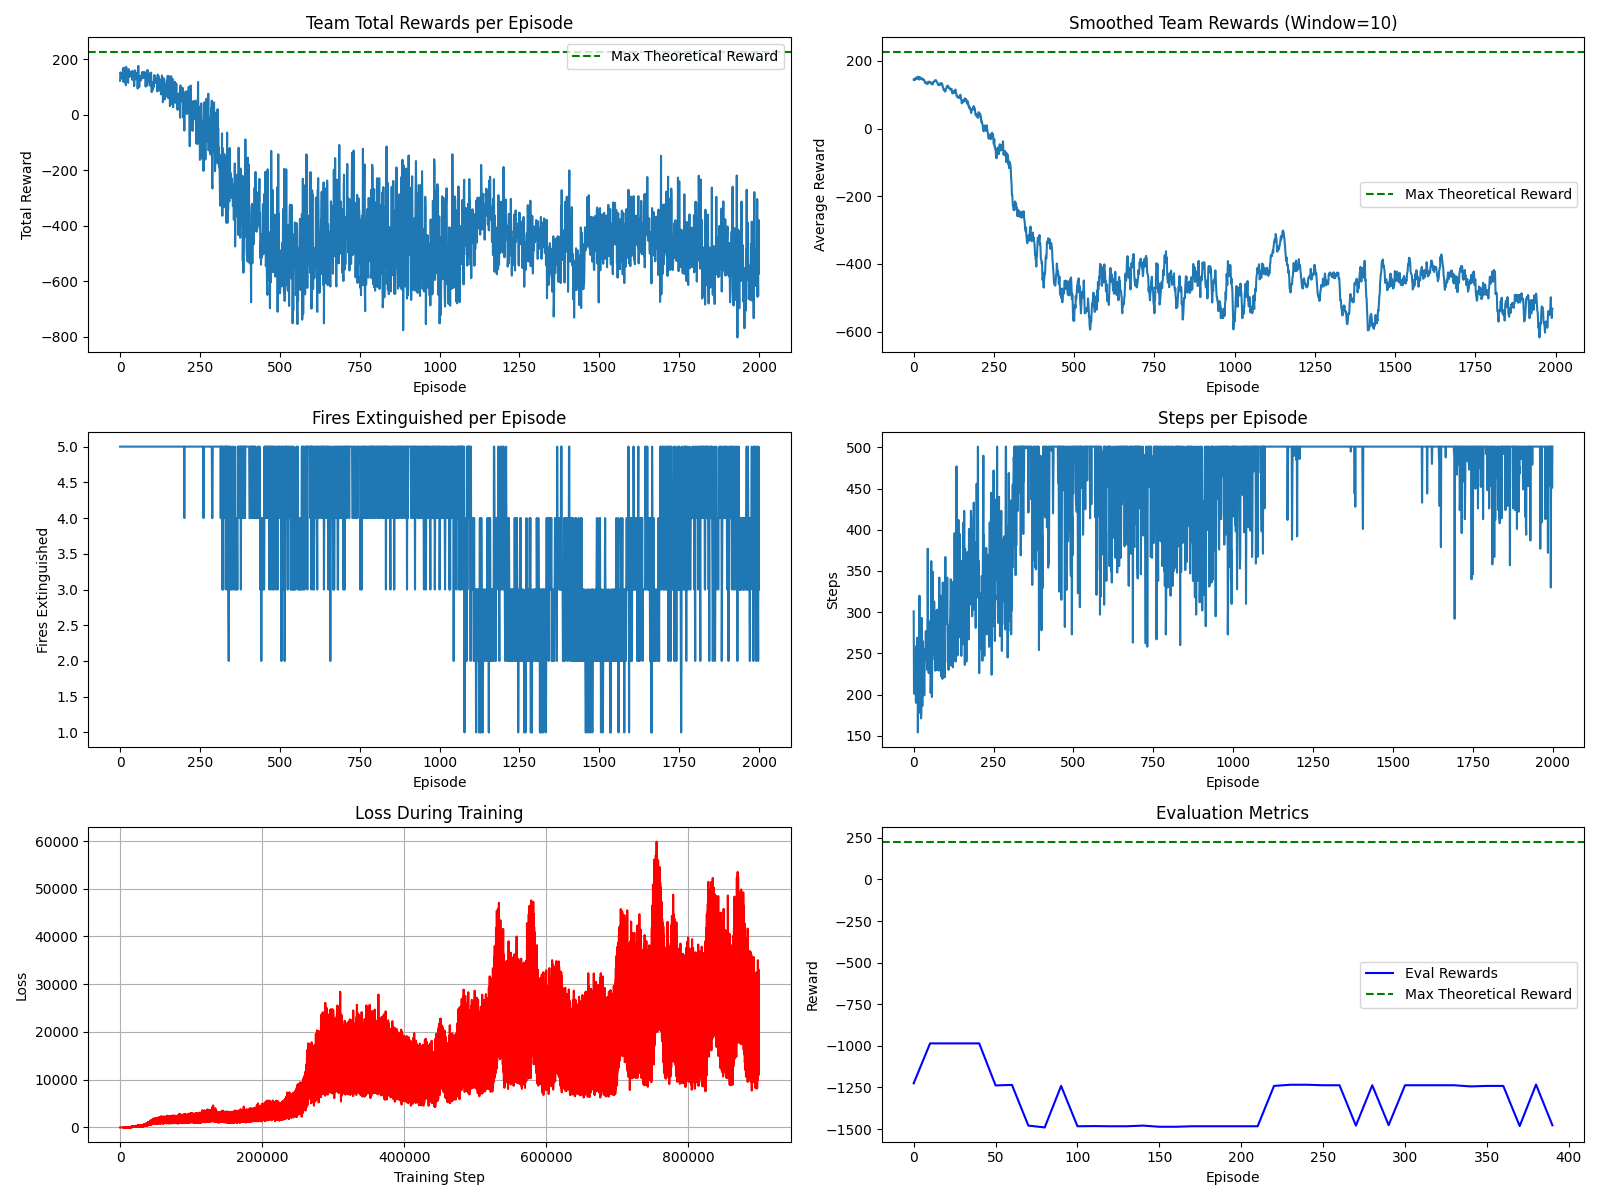 Team Total Rewards per Episode
Max Theoretical Reward
200
0
−200
−400
−600
−800
Total Reward
0 250 500 750 1000 1250 1500 1750 2000
Episode
Smoothed Team Rewards (Window=10)
200
0
−200
−400
−600
Average Reward
Max Theoretical Reward
0 250 500 750 1000 1250 1500 1750 2000
Episode
Fires Extinguished per Episode
5.0
4.5
4.0
3.5
3.0
2.5
2.0
1.5
1.0
Fires Extinguished
0 250 500 750 1000 1250 1500 1750 2000
Episode
Steps per Episode
500
450
400
350
300
250
200
150
Steps
0 250 500 750 1000 1250 1500 1750 2000
Episode
Loss During Training
60000
50000
40000
30000
20000
10000
0
Loss
0 200000 400000 600000 800000
Training Step
Evaluation Metrics
250
0
−250
−500
−750
−1000
−1250
−1500
Reward
Eval Rewards
Max Theoretical Reward
0 50 100 150 200 250 300 350 400
Episode